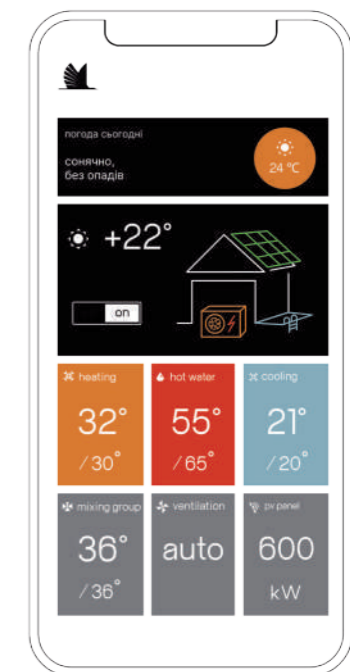 погода сьогодні
сонячно,
без опадів
24 °C
+22°
on
heating
hot water
cooling
32°
55°
21°
/30°
/65°
/20°
mixing group
ventilation
pv panel
36°
auto
600
/36°
kW